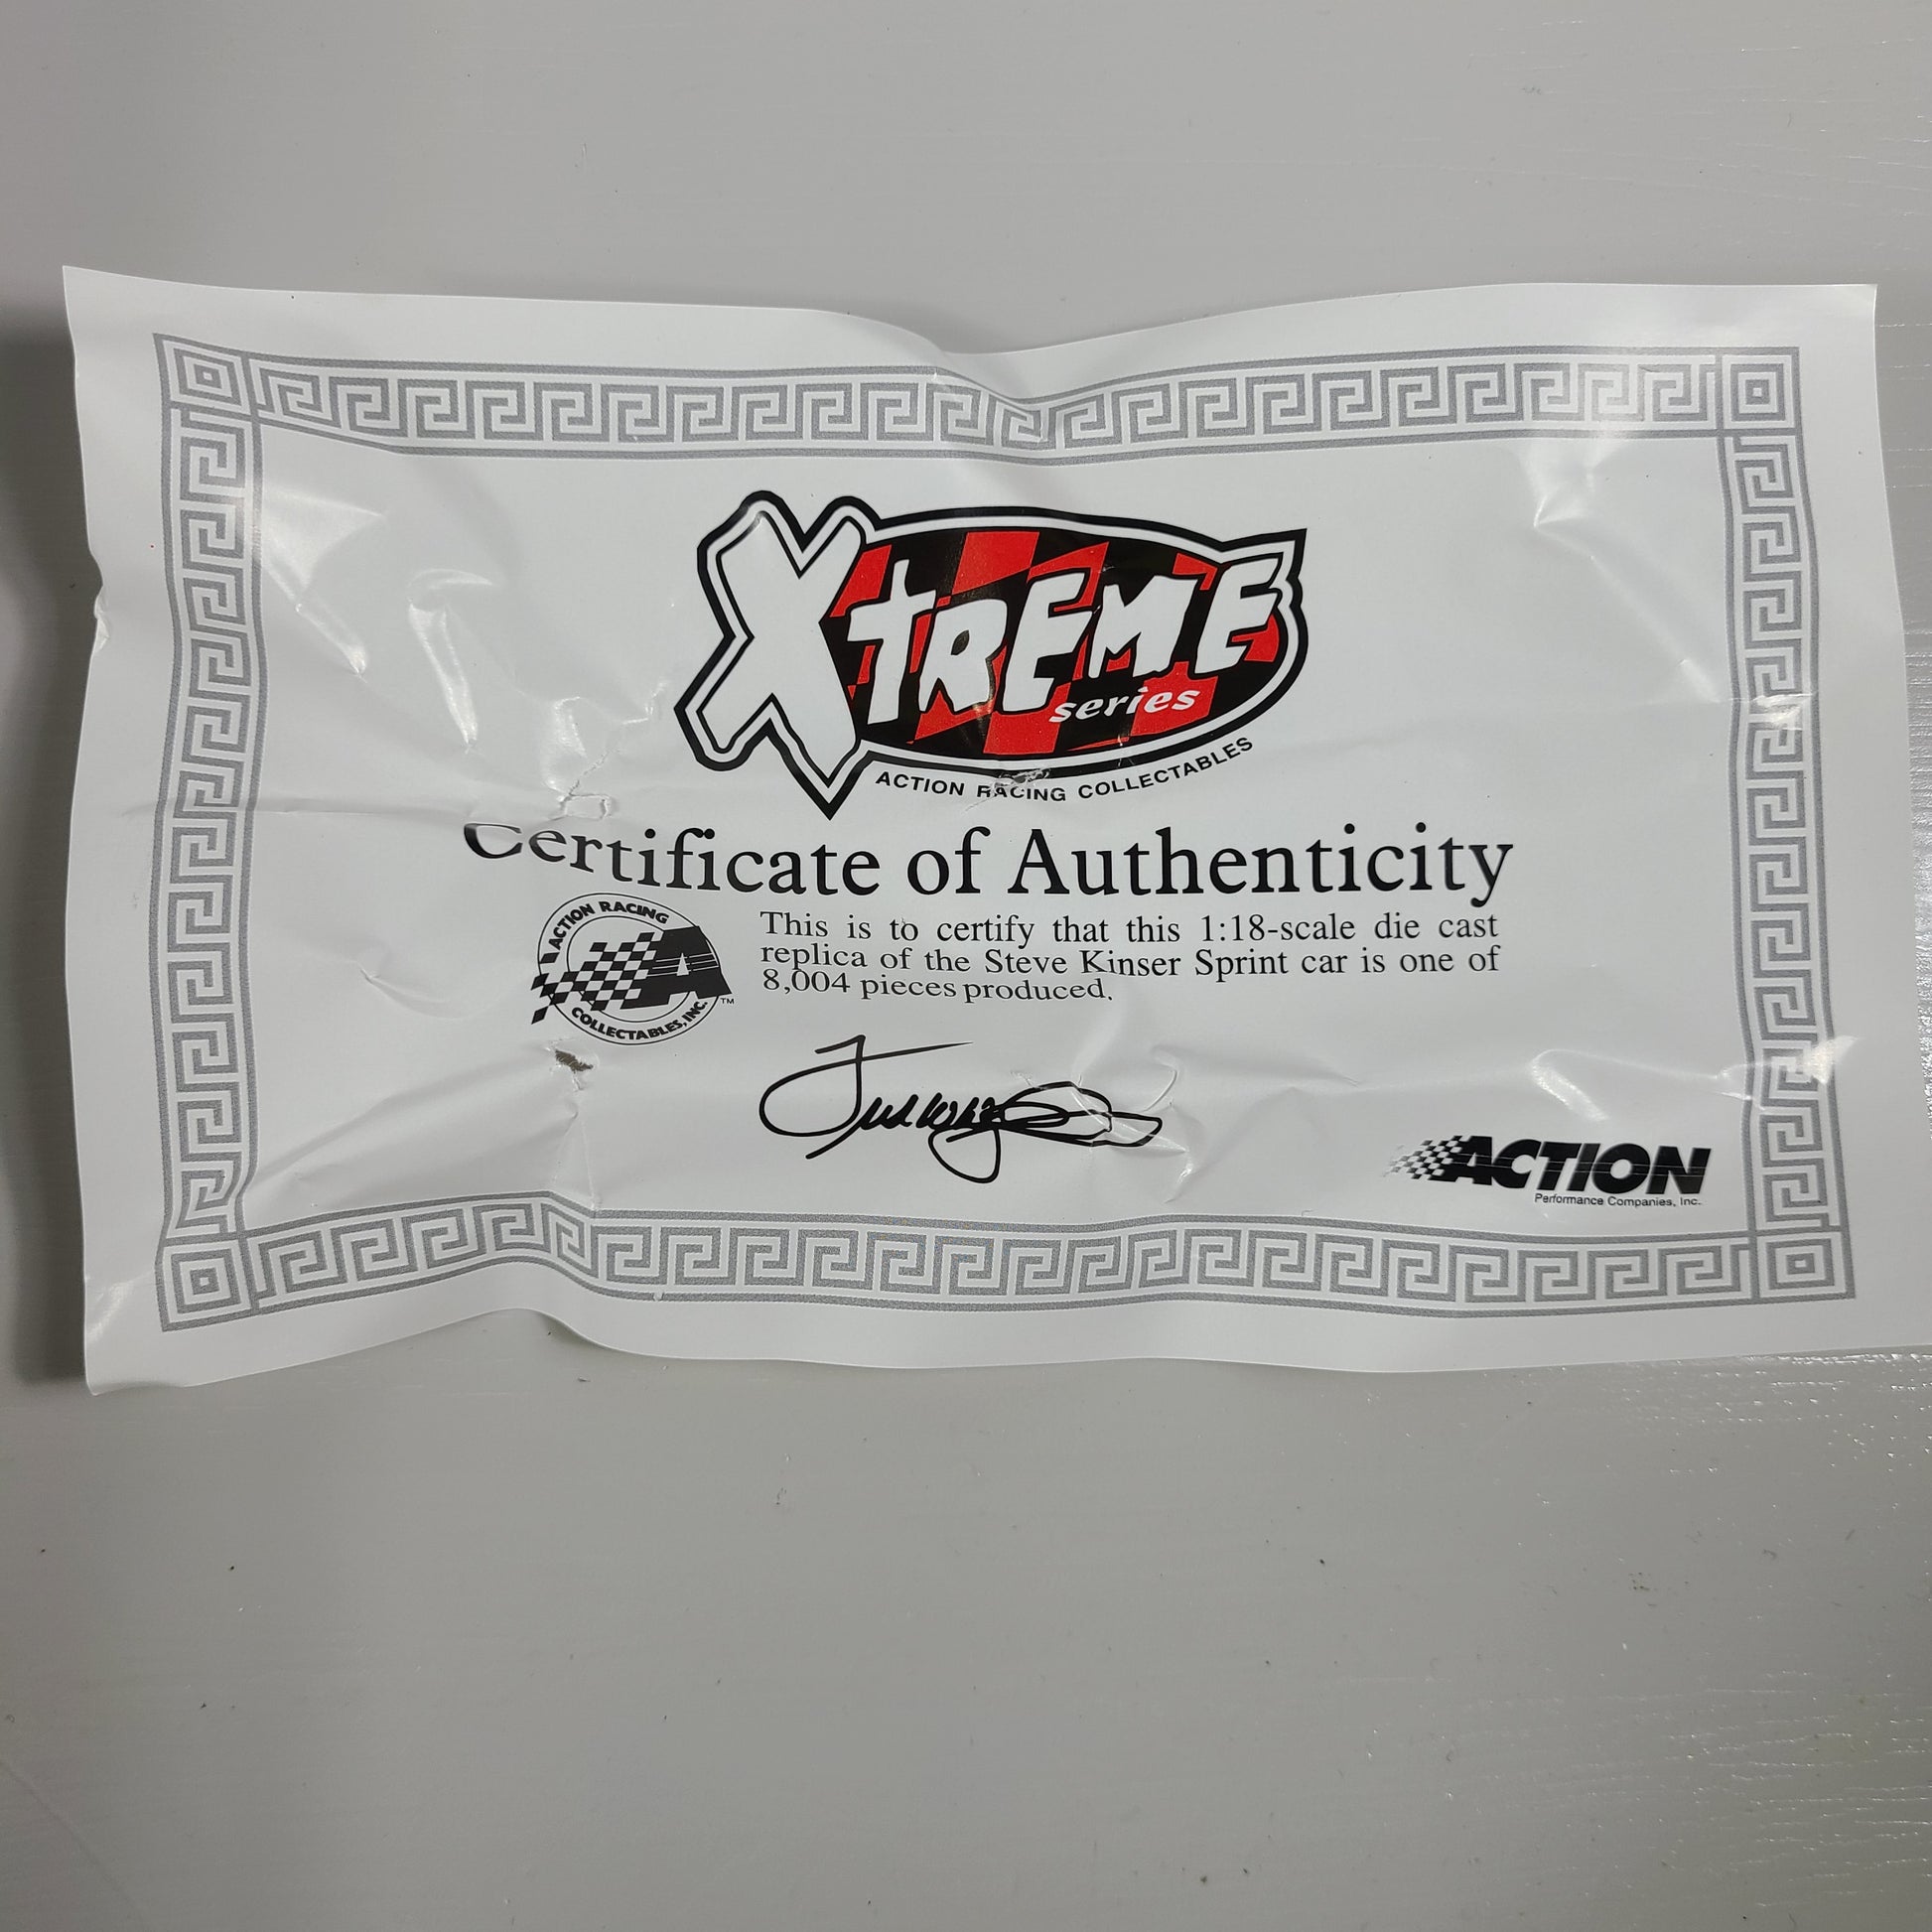 XTREME
series
ACTION RACING COLLECTABLES
Certificate of Authenticity
ACTION RACING
COLLECTABLES, INC.
TM
This is to certify that this 1:18-scale die cast
replica of the Steve Kinser Sprint car is one of
8,004 pieces produced.
ACTION
Performance Companies, Inc.